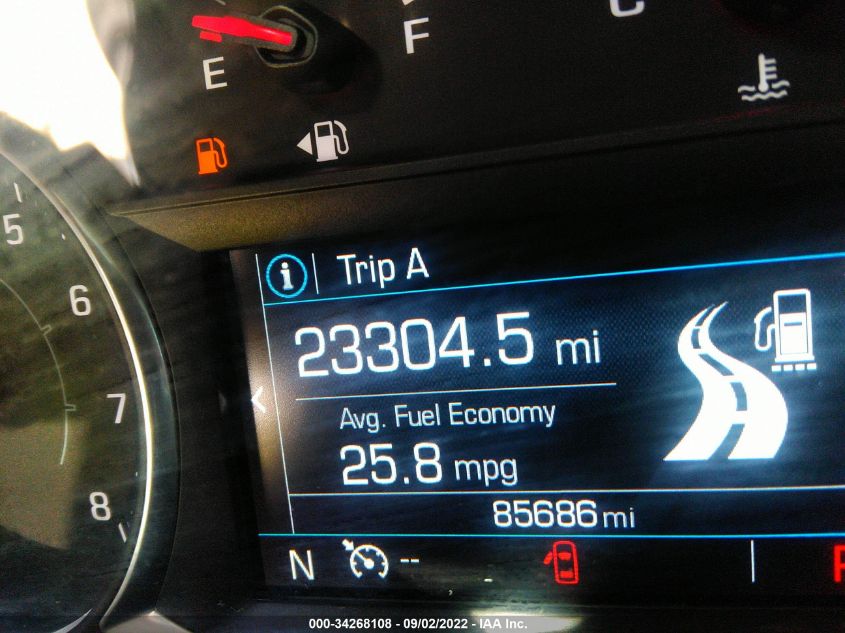 E
F
C
5
6
7
8
i Trip A
23304.5 mi
Avg. Fuel Economy
25.8 mpg
85686 mi
N --
000-34268108 - 09/02/2022 - IAA Inc.